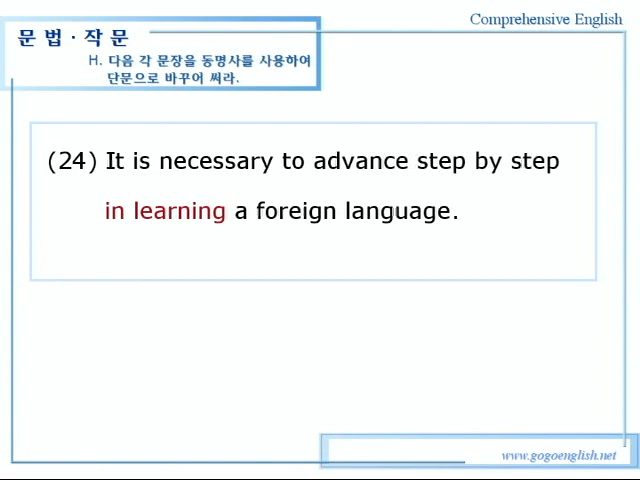 Comprehensive English
문 법 · 작 문
H. 다음 각 문장을 동명사를 사용하여
단문으로 바꾸어 써라.
(24) It is necessary to advance step by step
in learning a foreign language.
www.gogoenglish.net